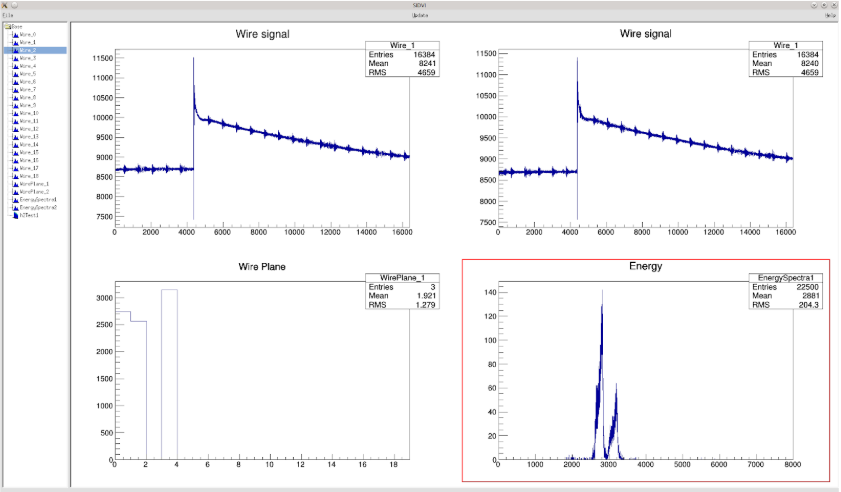 SIDVI
File Update Help
Base
Wire_0
Wire_1
Wire_2
Wire_3
Wire_4
Wire_5
Wire_6
Wire_7
Wire_8
Wire_9
Wire_10
Wire_11
Wire_12
Wire_13
Wire_14
Wire_15
Wire_16
Wire_17
Wire_18
WirePlane_1
WirePlane_2
EnergySpectra1
EnergySpectra2
h2Test1
Wire signal
Wire_1
Entries 16384
Mean 8241
RMS 4659
11500
11000
10500
10000
9500
9000
8500
8000
7500
0 2000 4000 6000 8000 10000 12000 14000 16000
Wire signal
Wire_1
Entries 16384
Mean 8240
RMS 4659
11500
11000
10500
10000
9500
9000
8500
8000
7500
0 2000 4000 6000 8000 10000 12000 14000 16000
Wire Plane
WirePlane_1
Entries 3
Mean 1.921
RMS 1.279
3000
2500
2000
1500
1000
500
0
0 2 4 6 8 10 12 14 16 18
Energy
EnergySpectra1
Entries 22500
Mean 2881
RMS 204.3
140
120
100
80
60
40
20
0
0 1000 2000 3000 4000 5000 6000 7000 8000